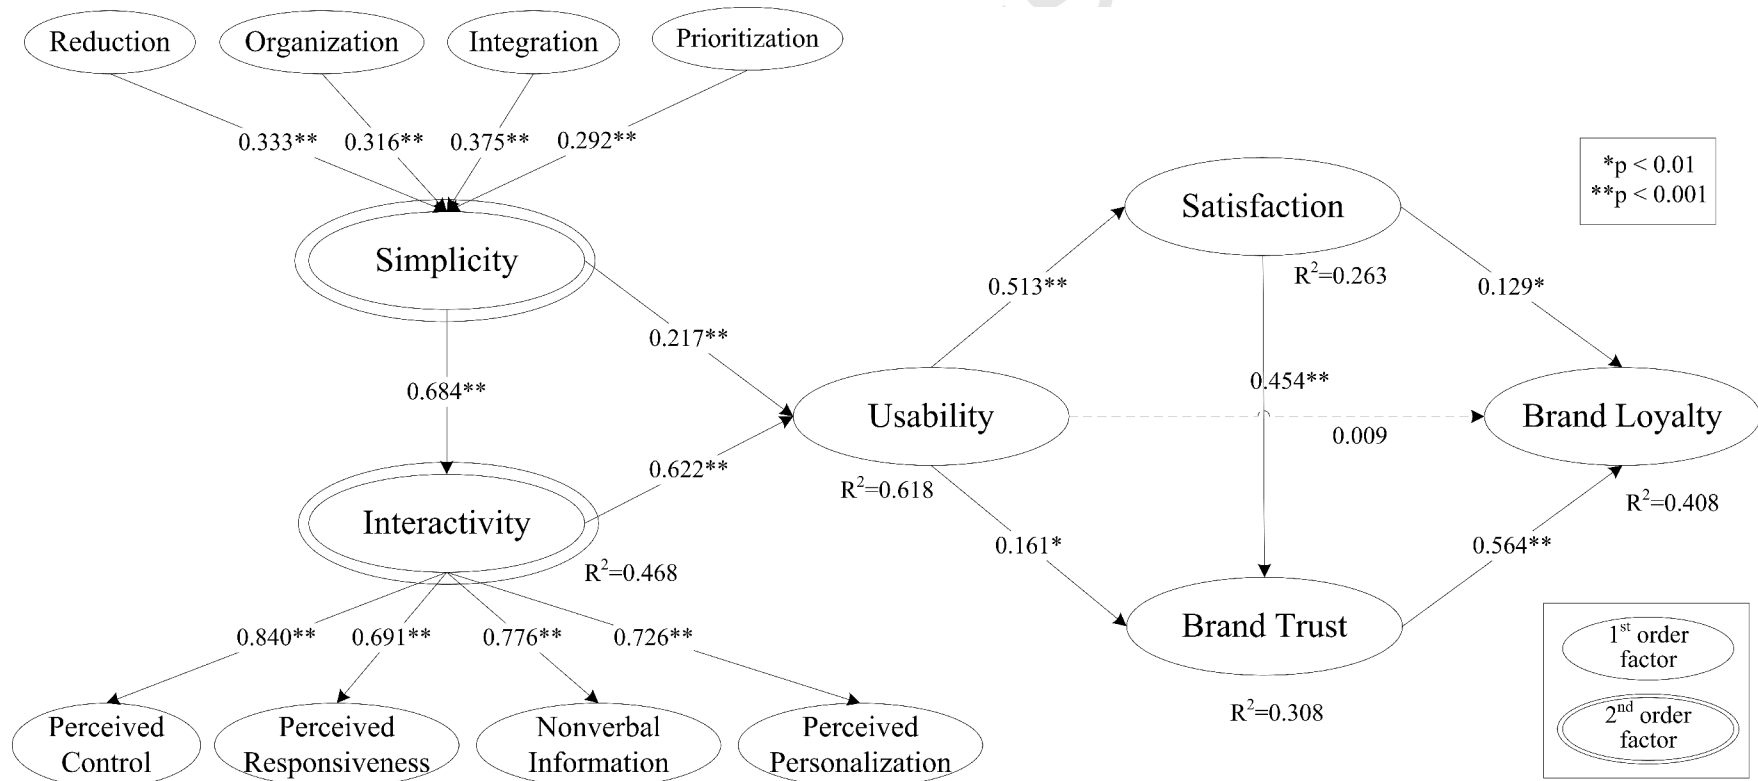 Reduction
Organization
Integration
Prioritization
0.333**
0.316**
0.375**
0.292**
*p < 0.01
**p < 0.001
Simplicity
Satisfaction
R²=0.263
0.513**
0.129*
0.217**
0.684**
0.454**
Usability
Brand Loyalty
0.009
0.622**
R²=0.618
R²=0.408
Interactivity
R²=0.468
0.161*
0.564**
0.840**
0.691**
0.776**
0.726**
Brand Trust
R²=0.308
1st order
factor
2nd order
factor
Perceived
Control
Perceived
Responsiveness
Nonverbal
Information
Perceived
Personalization